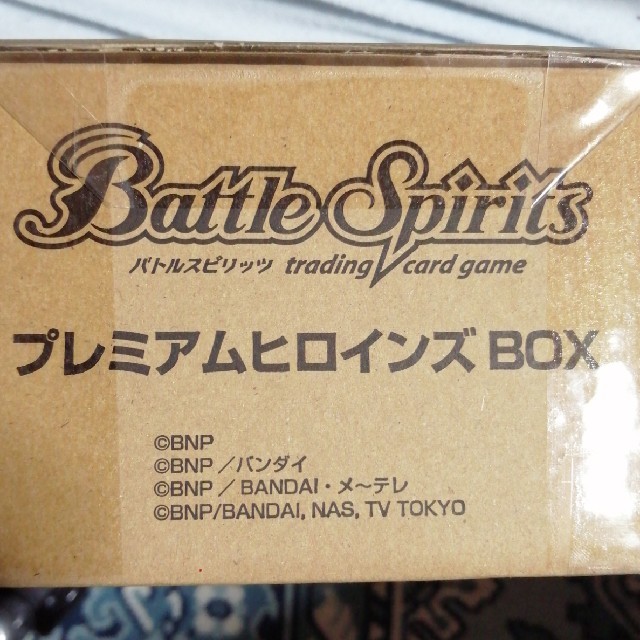 Battle Spirits
バトルスピリッツ trading card game
プレミアムヒロインズ BOX
©BNP
©BNP／バンダイ
©BNP／BANDAI・メ〜テレ
©BNP/BANDAI, NAS, TV TOKYO